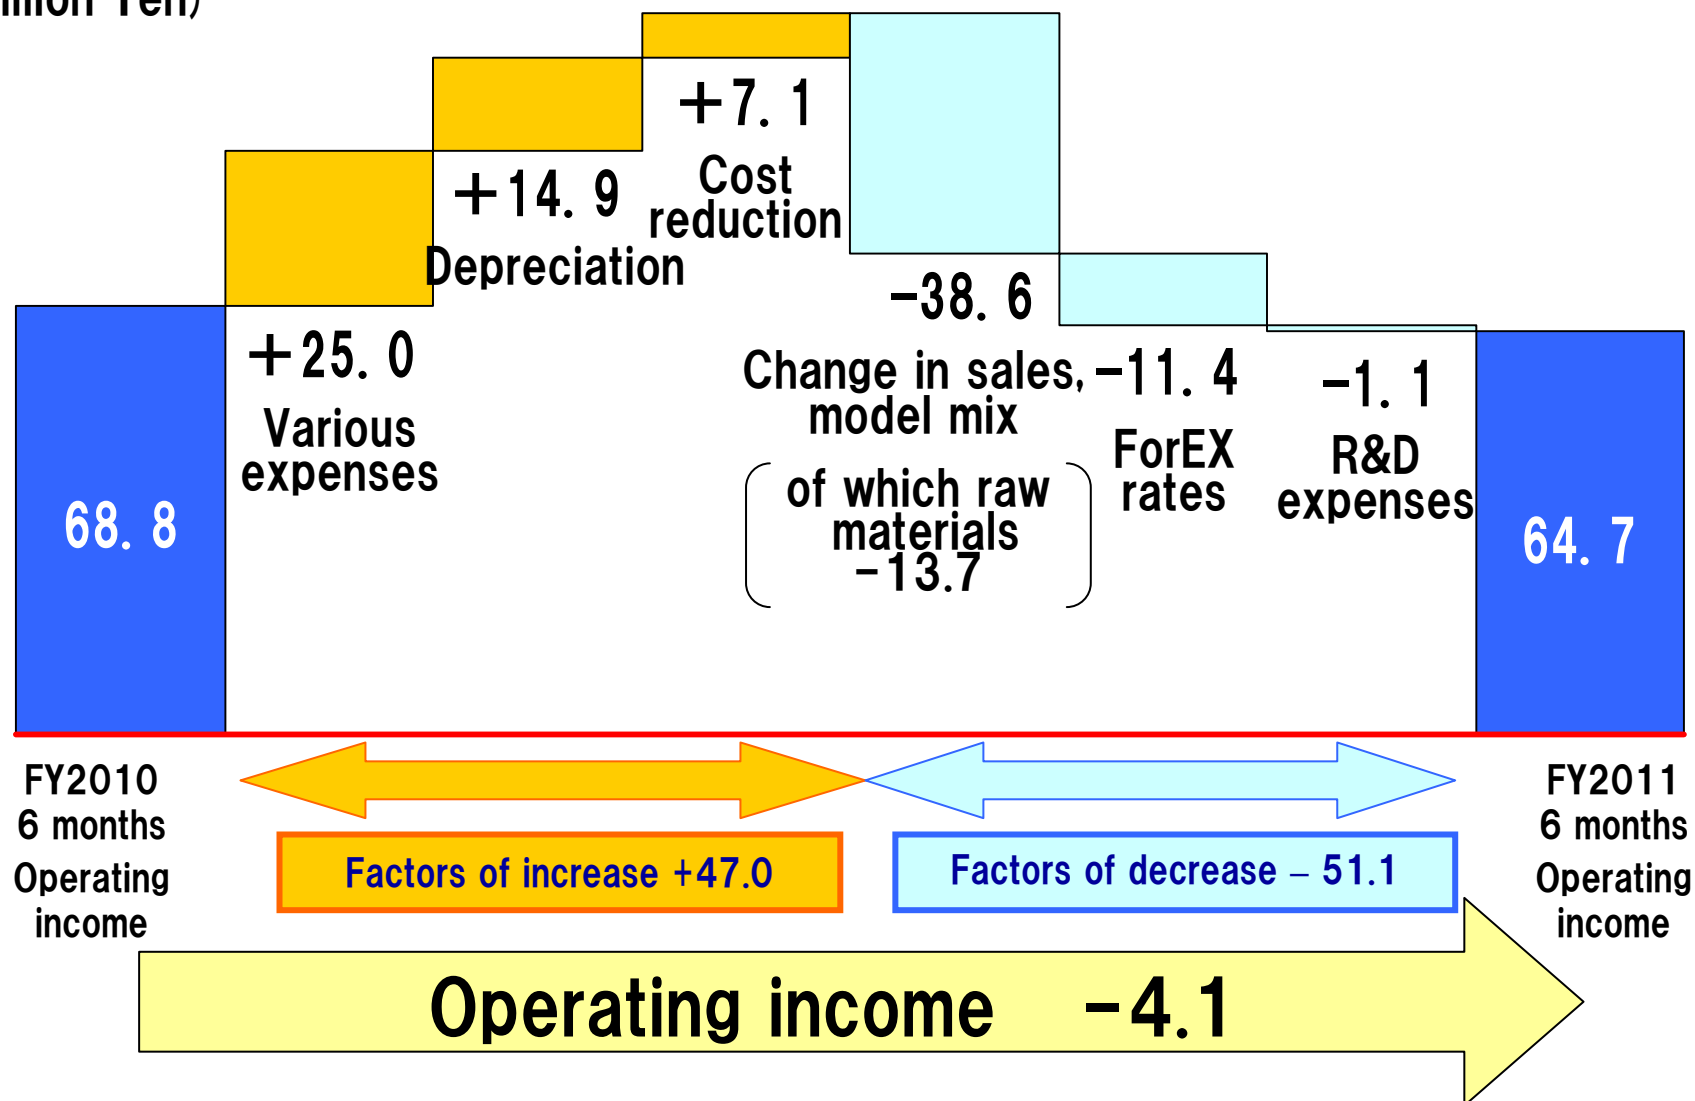 Yen)
+7. 1
Cost
reduction
+14. 9
Depreciation
+25. 0
Various
expenses
-38. 6
Change in sales,
model mix
of which raw
materials
-13.7
-11. 4
ForEX
rates
-1. 1
R&D
expenses
68. 8
64. 7
FY2010
6 months
Operating
income
FY2011
6 months
Operating
income
Factors of increase +47.0
Factors of decrease – 51.1
Operating income -4.1